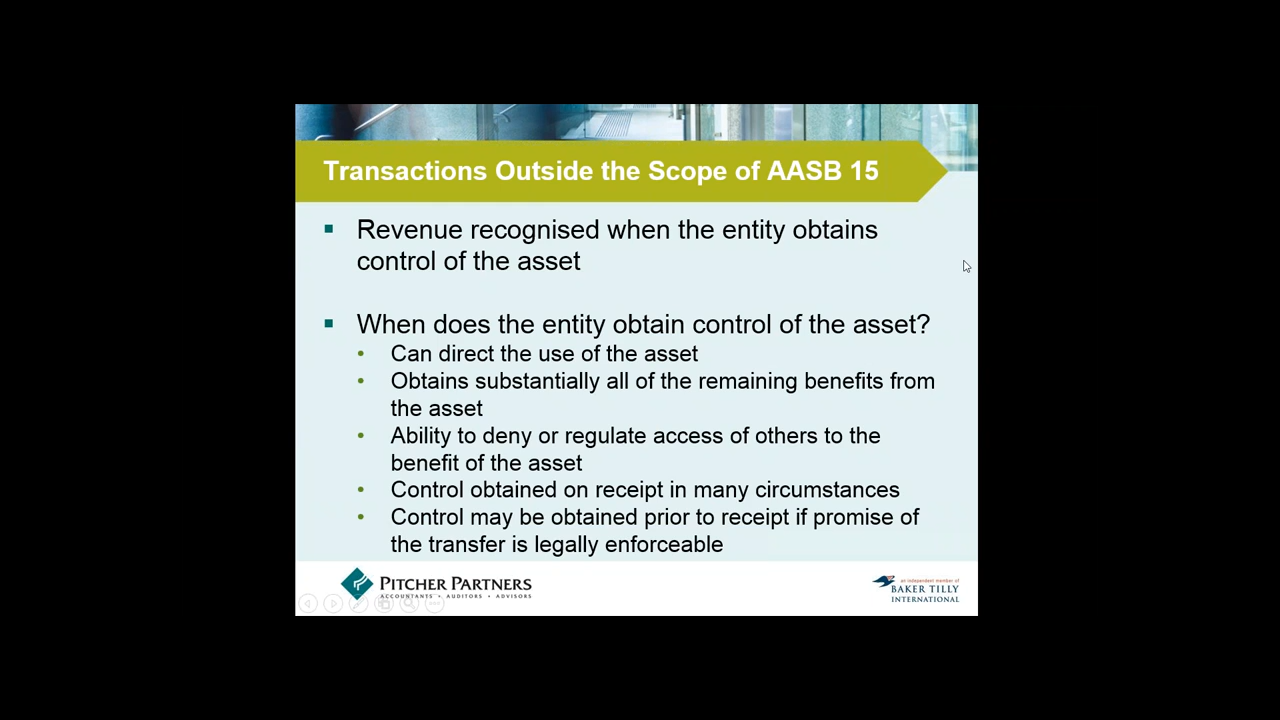 Transactions Outside the Scope of AASB 15
▪ Revenue recognised when the entity obtains
control of the asset
▪ When does the entity obtain control of the asset?
• Can direct the use of the asset
• Obtains substantially all of the remaining benefits from
the asset
• Ability to deny or regulate access of others to the
benefit of the asset
• Control obtained on receipt in many circumstances
• Control may be obtained prior to receipt if promise of
the transfer is legally enforceable
PITCHER PARTNERS
ACCOUNTANTS • AUDITORS • ADVISORS
an independent member of
BAKER TILLY
INTERNATIONAL